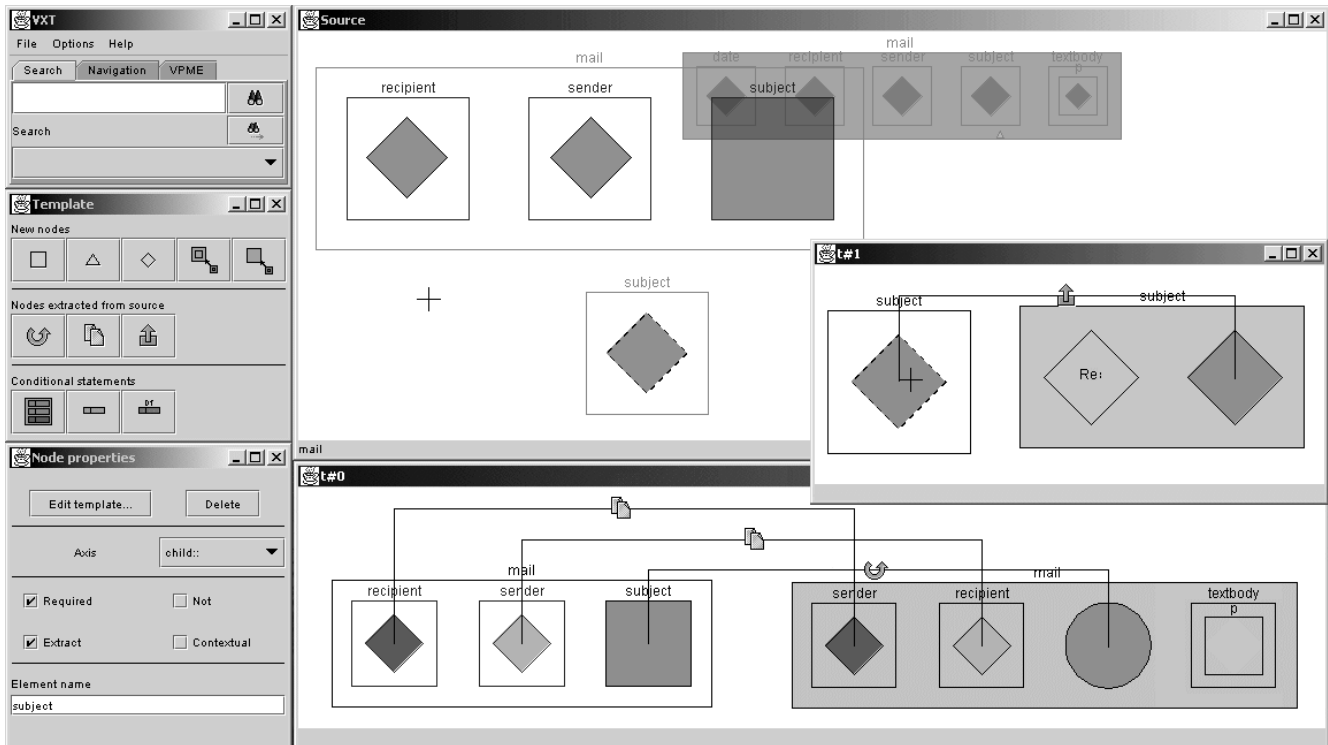 VXT
File Options Help
Search Navigation VPME
Search
Template
New nodes
Nodes extracted from source
Conditional statements
Df
Node properties
Edit template... Delete
Axis child::
Required Not
Extract Contextual
Element name
subject
Source
mail
mail
date recipient sender subject textbody
p
recipient sender subject
subject
mail
t#1
subject subject
Re:
t#0
mail mail
recipient sender subject sender recipient textbody
p